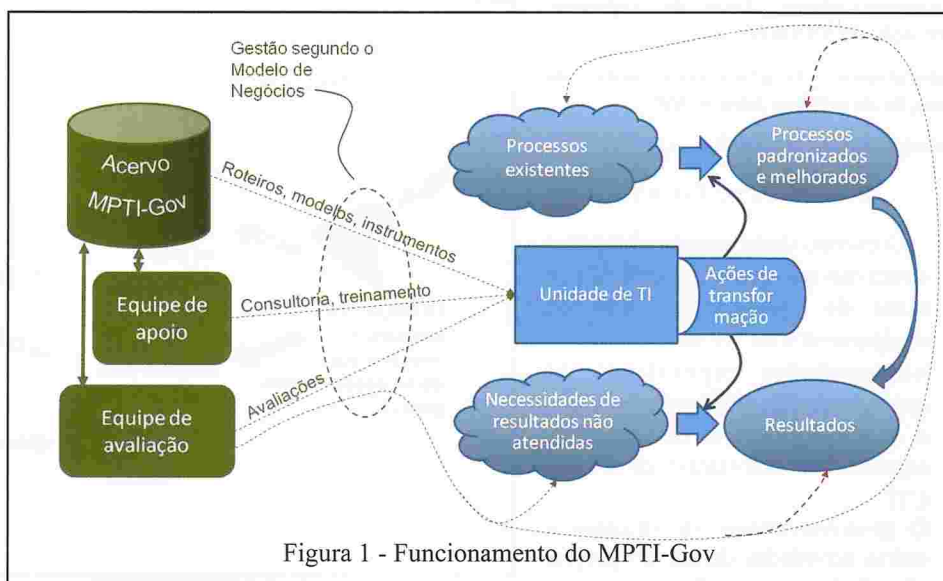 Gestão segundo o
Modelo de
Negócios
Acervo
MPTI-Gov
Roteiros, modelos, instrumentos
Equipe de
apoio
Consultoria, treinamento
Equipe de
avaliação
Avaliações
Processos
existentes
Processos
padronizados
e melhorados
Unidade de TI
Ações de
transfor
mação
Necessidades de
resultados não
atendidas
Resultados
Figura 1 - Funcionamento do MPTI-Gov